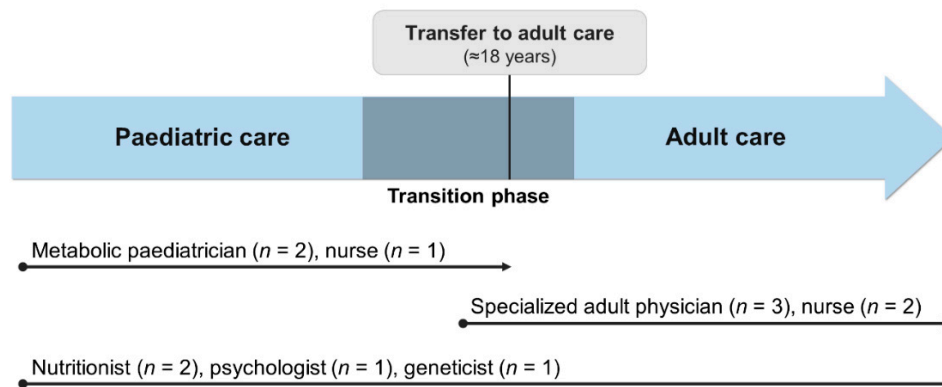 Transfer to adult care
(≈18 years)
Paediatric care
Adult care
Transition phase
Metabolic paediatrician (n = 2), nurse (n = 1)
Specialized adult physician (n = 3), nurse (n = 2)
Nutritionist (n = 2), psychologist (n = 1), geneticist (n = 1)